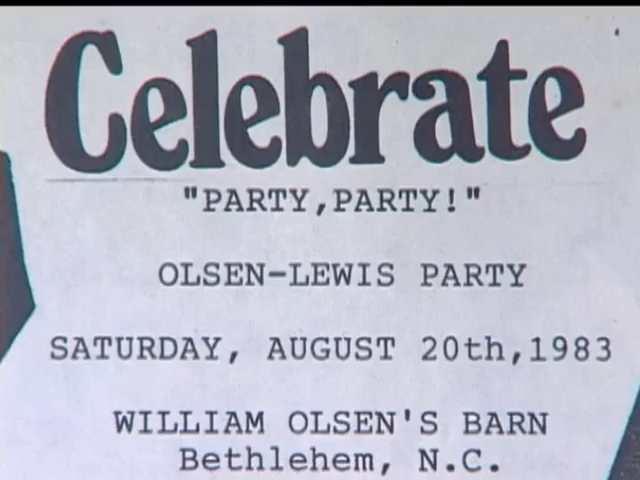 Celebrate
"PARTY,PARTY!"
OLSEN-LEWIS PARTY
SATURDAY, AUGUST 20th,1983
WILLIAM OLSEN'S BARN
Bethlehem, N.C.